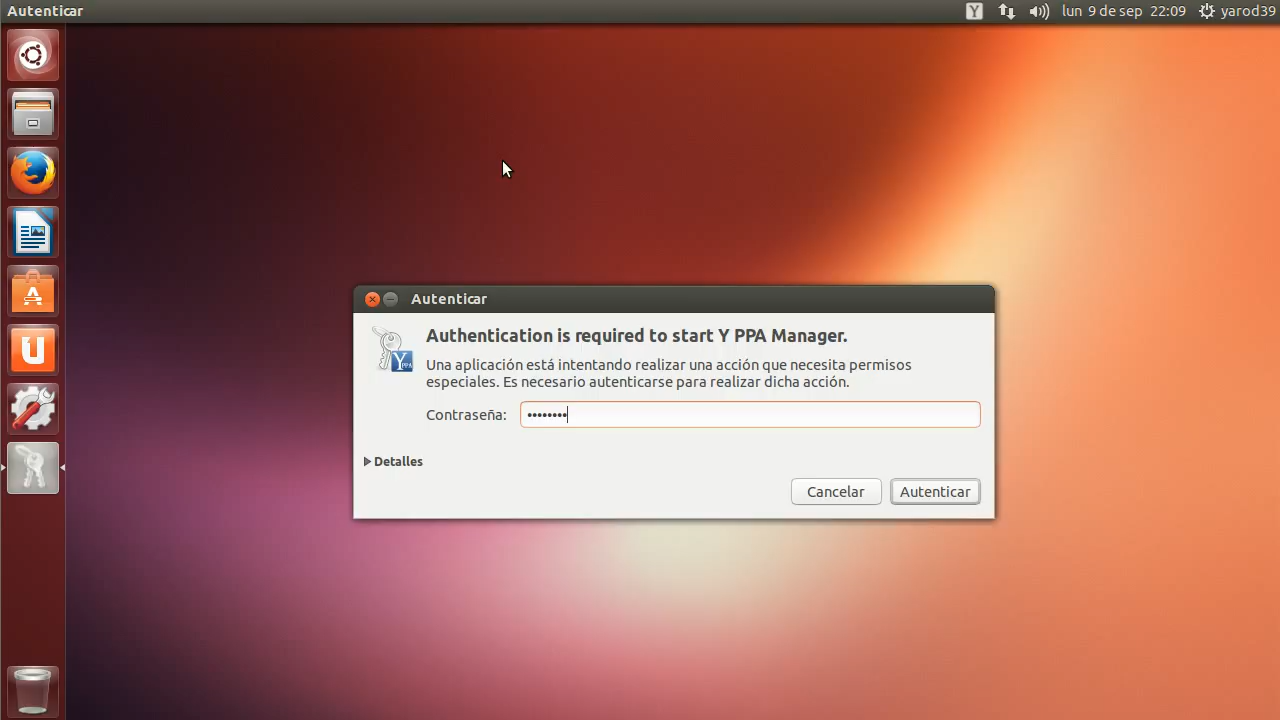 Autenticar
Y
lun 9 de sep 22:09
yarod39
Autenticar
Authentication is required to start Y PPA Manager.
Una aplicación está intentando realizar una acción que necesita permisos
especiales. Es necesario autenticarse para realizar dicha acción.
Contraseña: ••••••••
Detalles
Cancelar
Autenticar
Y PPA